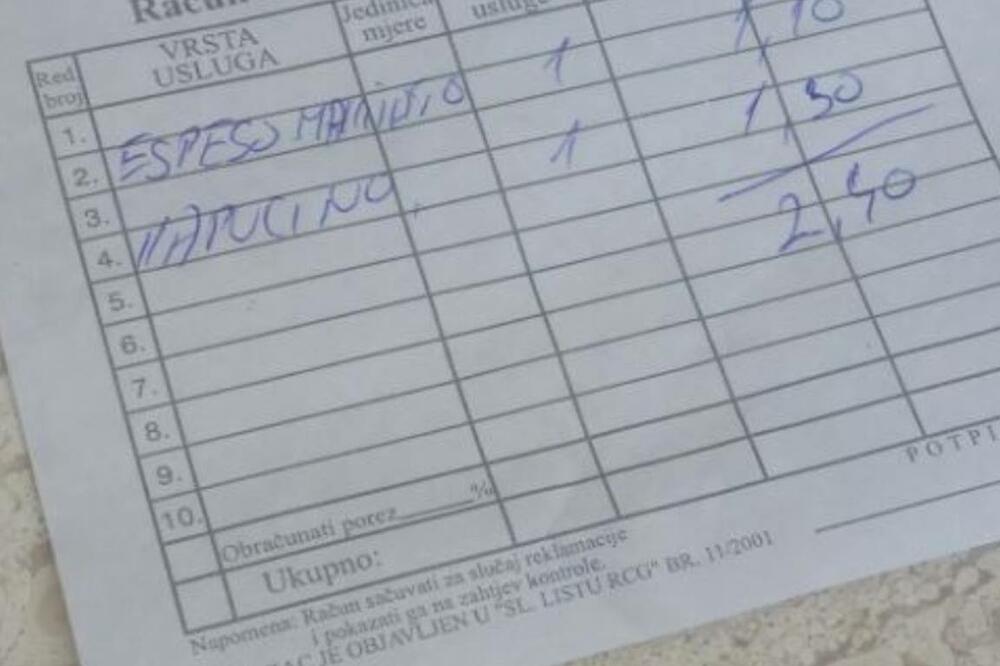 Račun
Red. broj
VRSTA USLUGA
Jedinica mjere
usluge
1.
ESPESO
1
1,10
2.
3.
KAPUCINO
1
1,30
4.
2,40
5.
6.
7.
8.
9.
10.
Obračunati porez______%
Ukupno:
POTPI
Napomena: Račun sačuvati za slučaj reklamacije
i pokazati ga na zahtjev kontrole.
JE OBJAVLJEN U "SL. LISTU RCG" BR. 11/2001